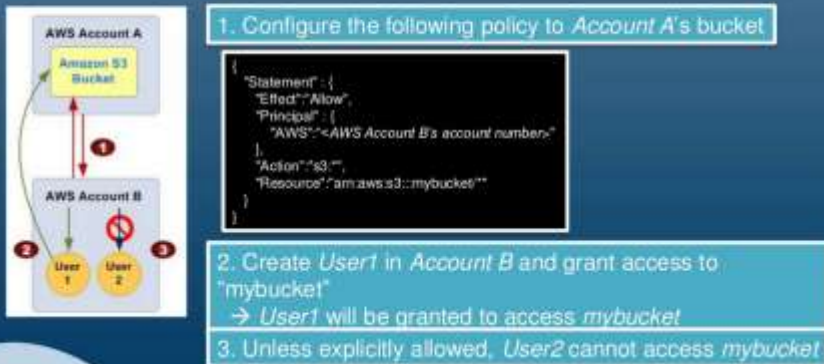 1. Configure the following policy to Account A's bucket
AWS Account A
Amazon S3
Bucket
{
"Statement" : {
"Effect":"Allow",
"Principal" : {
"AWS":"<AWS Account B's account number>"
},
"Action":"s3:*",
"Resource":"arn:aws:s3:::mybucket/*"
}
}
1
AWS Account B
2
3
User
1
User
2
2. Create User1 in Account B and grant access to
"mybucket"
→ User1 will be granted to access mybucket
3. Unless explicitly allowed, User2 cannot access mybucket